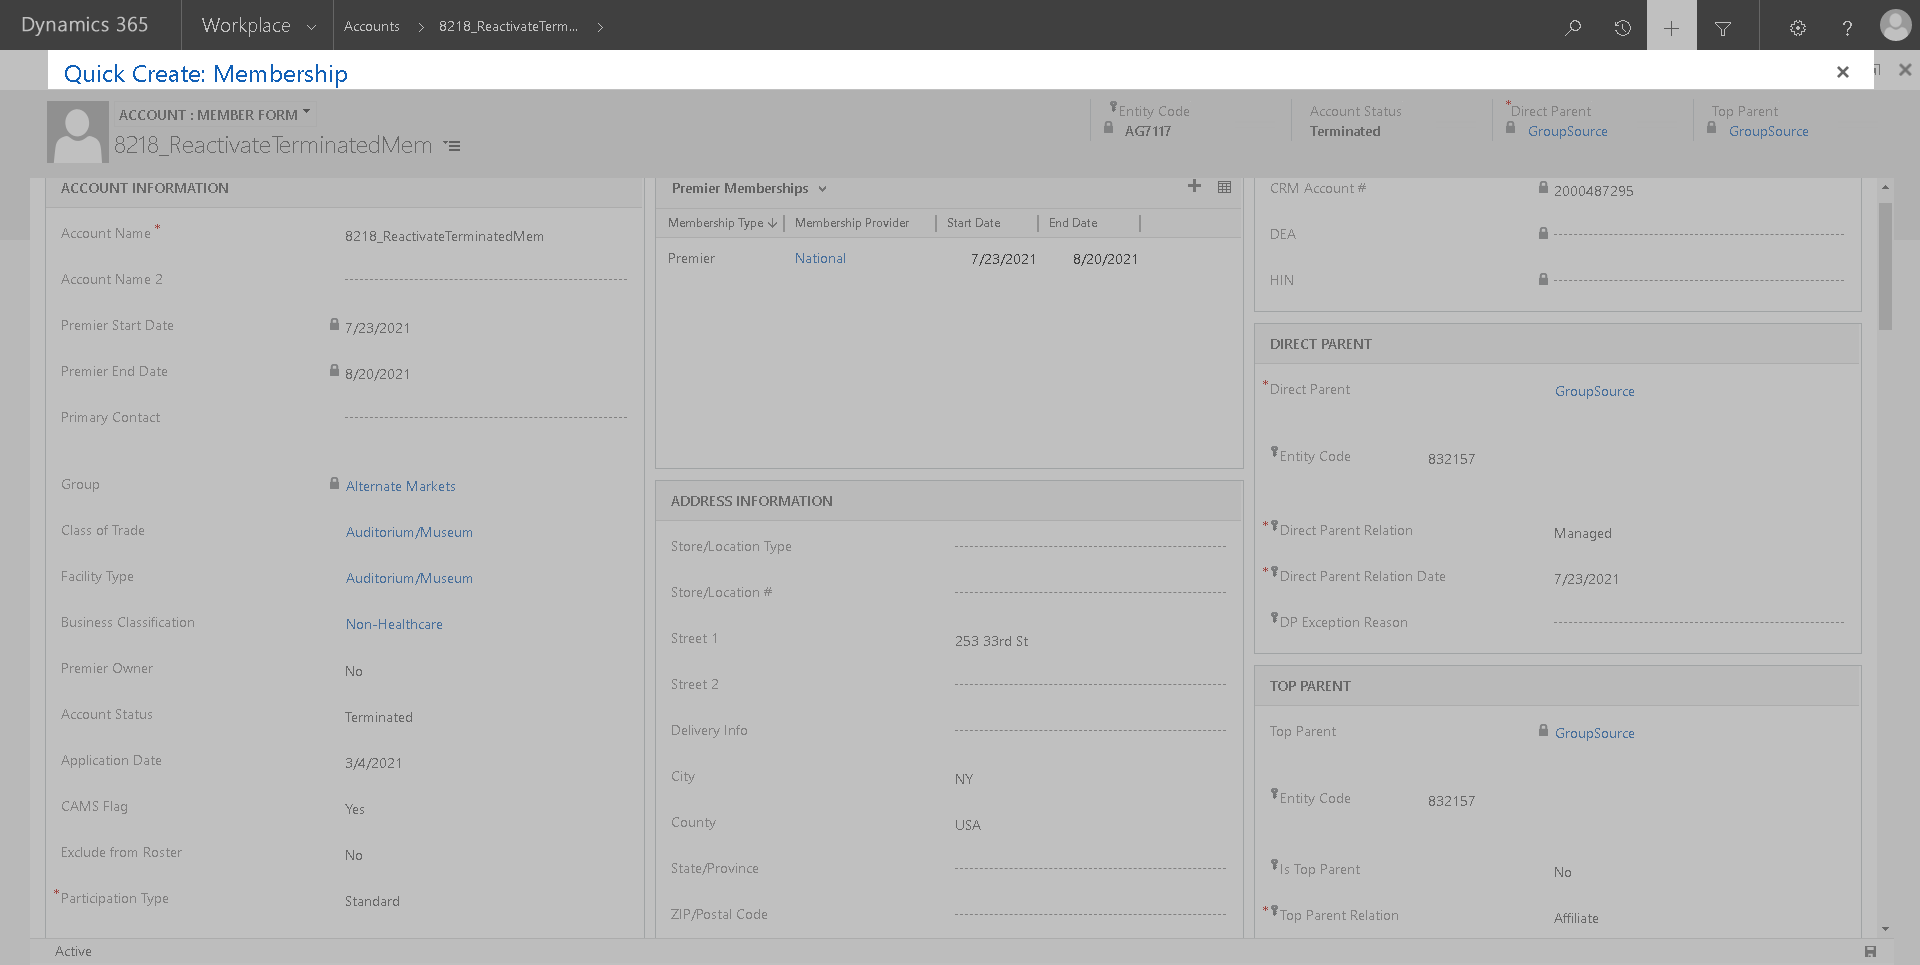 Dynamics 365
Workplace
Accounts
8218_ReactivateTerm...
?
Quick Create: Membership
ACCOUNT : MEMBER FORM
8218_ReactivateTerminatedMem
Entity Code
AG7117
Account Status
Terminated
*Direct Parent
GroupSource
Top Parent
GroupSource
ACCOUNT INFORMATION
Account Name *
8218_ReactivateTerminatedMem
Account Name 2
Premier Start Date
7/23/2021
Premier End Date
8/20/2021
Primary Contact
Group
Alternate Markets
Class of Trade
Auditorium/Museum
Facility Type
Auditorium/Museum
Business Classification
Non-Healthcare
Premier Owner
No
Account Status
Terminated
Application Date
3/4/2021
CAMS Flag
Yes
Exclude from Roster
No
*Participation Type
Standard
Premier Memberships
Membership Type
Membership Provider
Start Date
End Date
Premier
National
7/23/2021
8/20/2021
ADDRESS INFORMATION
Store/Location Type
Store/Location #
Street 1
253 33rd St
Street 2
Delivery Info
City
NY
County
USA
State/Province
ZIP/Postal Code
CRM Account #
2000487295
DEA
HIN
DIRECT PARENT
*Direct Parent
GroupSource
Entity Code
832157
*Direct Parent Relation
Managed
*Direct Parent Relation Date
7/23/2021
DP Exception Reason
TOP PARENT
Top Parent
GroupSource
Entity Code
832157
Is Top Parent
No
*Top Parent Relation
Affiliate
Active